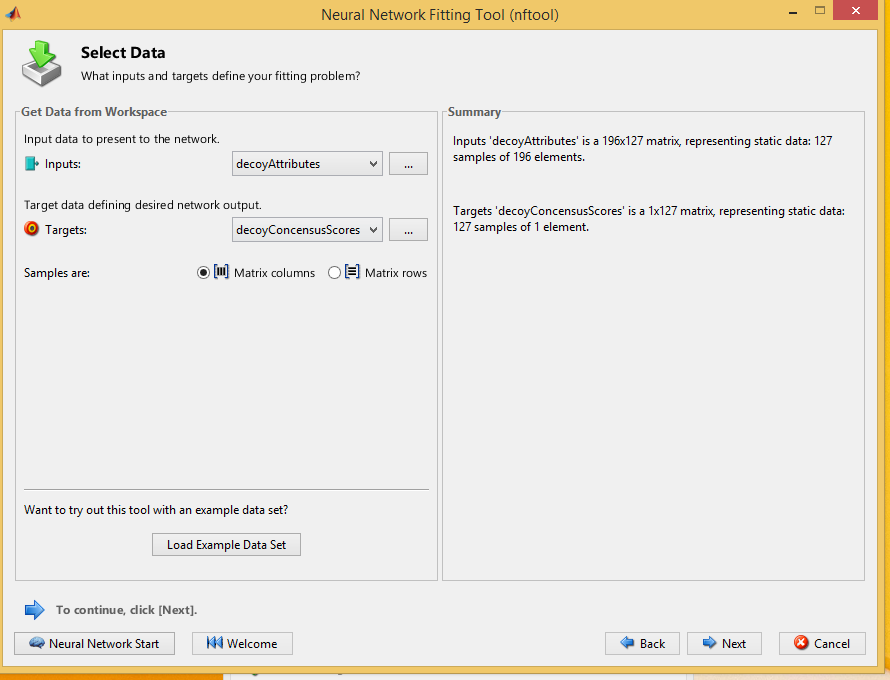 Neural Network Fitting Tool (nftool)
Select Data
What inputs and targets define your fitting problem?
Get Data from Workspace
Input data to present to the network.
Inputs: decoyAttributes ...
Target data defining desired network output.
Targets: decoyConcensusScores ...
Samples are: Matrix columns Matrix rows
Want to try out this tool with an example data set?
Load Example Data Set
Summary
Inputs 'decoyAttributes' is a 196x127 matrix, representing static data: 127
samples of 196 elements.
Targets 'decoyConcensusScores' is a 1x127 matrix, representing static data:
127 samples of 1 element.
To continue, click [Next].
Neural Network Start Welcome Back Next Cancel